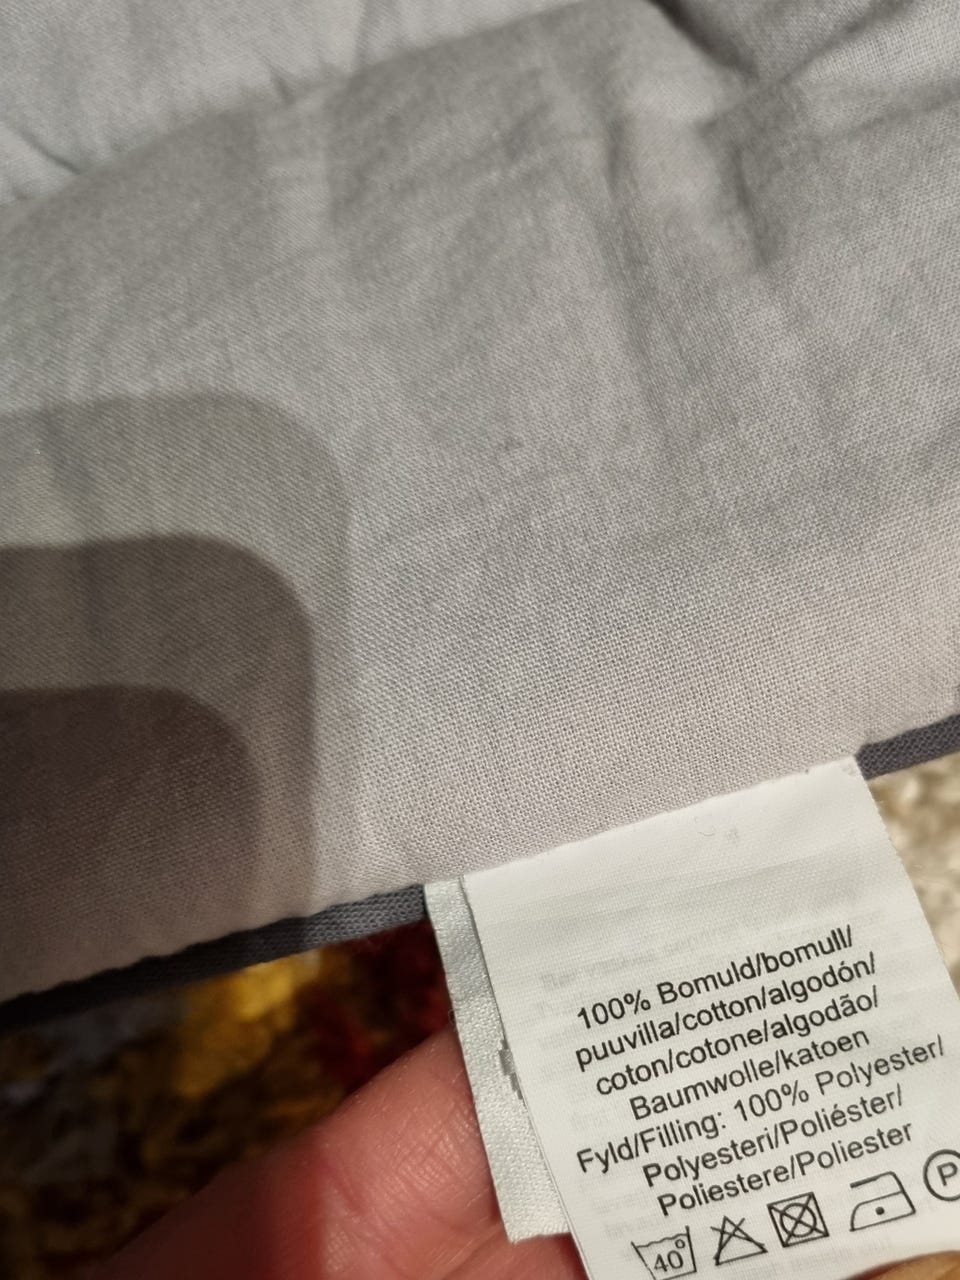 100% Bomuld/bomull/
puuvilla/cotton/algodón/
coton/cotone/algodão/
Baumwolle/katoen
Fyld/Filling: 100% Polyester/
Polyesteri/Poliéster/
Poliestere/Poliester
40° P